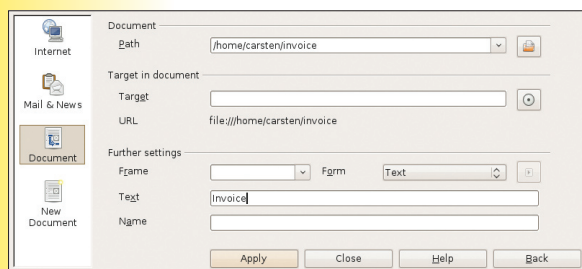 Internet
Mail & News
Document
New
Document
Document
Path /home/carsten/invoice
Target in document
Target
URL file:///home/carsten/invoice
Further settings
Frame Form Text
Text Invoice
Name
Apply Close Help Back